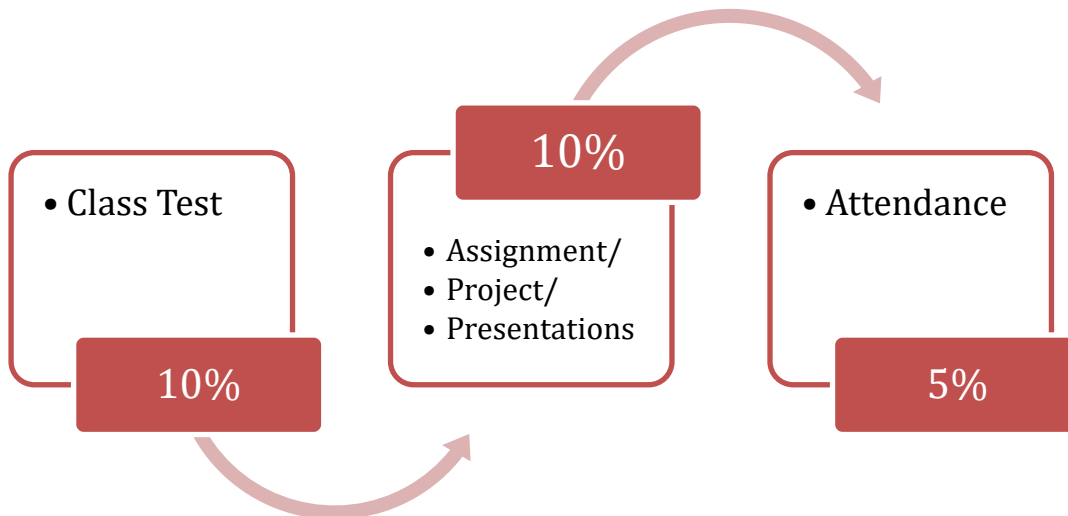 • Class Test
10%
10%
• Assignment/
• Project/
• Presentations
• Attendance
5%